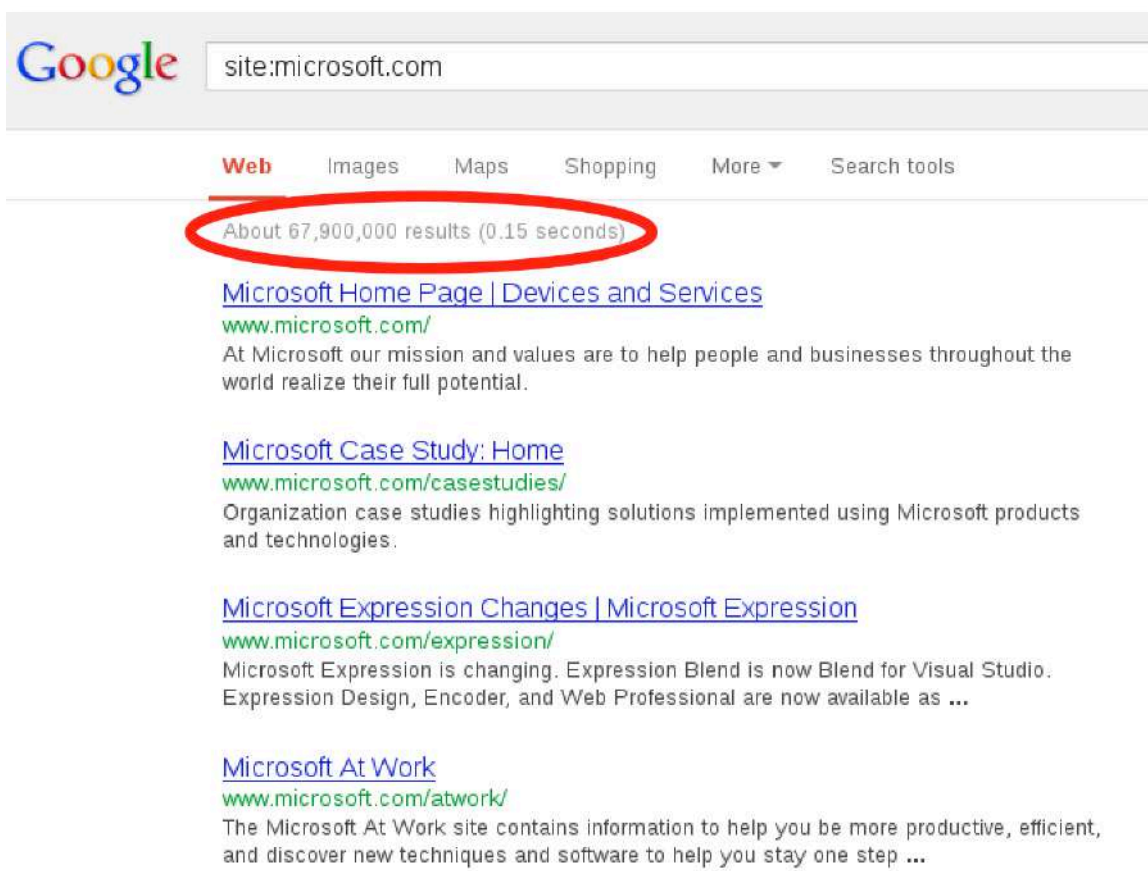 Google
site:microsoft.com
Web Images Maps Shopping More Search tools
About 67,900,000 results (0.15 seconds)
Microsoft Home Page | Devices and Services
www.microsoft.com/
At Microsoft our mission and values are to help people and businesses throughout the
world realize their full potential.
Microsoft Case Study: Home
www.microsoft.com/casestudies/
Organization case studies highlighting solutions implemented using Microsoft products
and technologies.
Microsoft Expression Changes | Microsoft Expression
www.microsoft.com/expression/
Microsoft Expression is changing. Expression Blend is now Blend for Visual Studio.
Expression Design, Encoder, and Web Professional are now available as ...
Microsoft At Work
www.microsoft.com/atwork/
The Microsoft At Work site contains information to help you be more productive, efficient,
and discover new techniques and software to help you stay one step ...